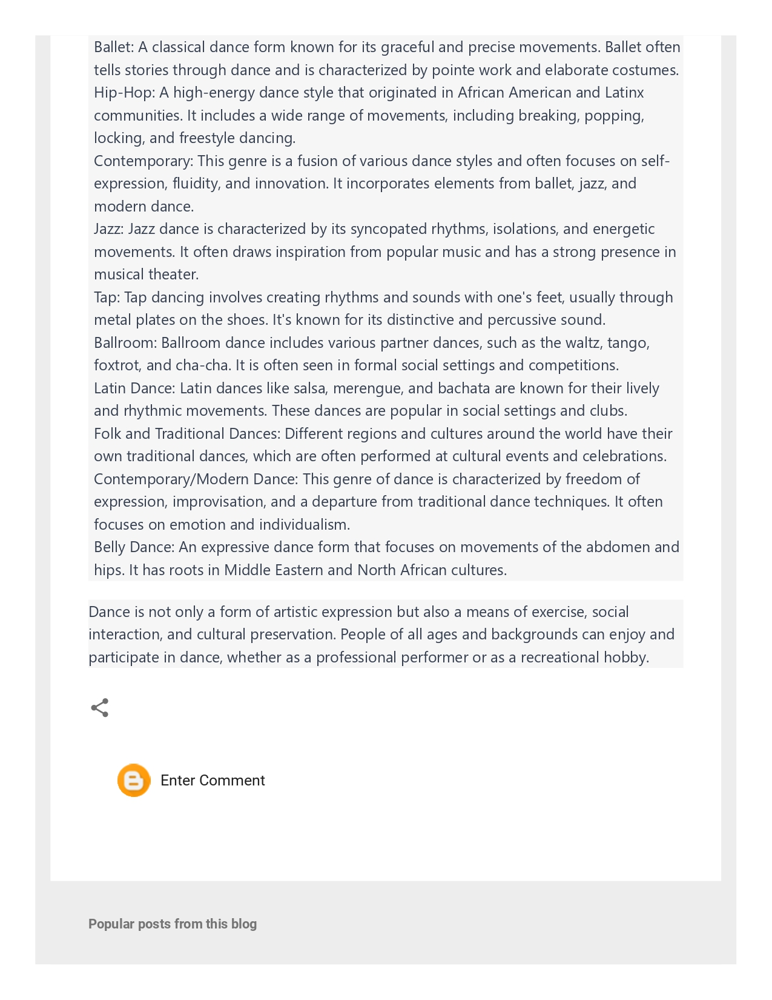 Ballet: A classical dance form known for its graceful and precise movements. Ballet often
tells stories through dance and is characterized by pointe work and elaborate costumes.
Hip-Hop: A high-energy dance style that originated in African American and Latinx
communities. It includes a wide range of movements, including breaking, popping,
locking, and freestyle dancing.
Contemporary: This genre is a fusion of various dance styles and often focuses on self-
expression, fluidity, and innovation. It incorporates elements from ballet, jazz, and
modern dance.
Jazz: Jazz dance is characterized by its syncopated rhythms, isolations, and energetic
movements. It often draws inspiration from popular music and has a strong presence in
musical theater.
Tap: Tap dancing involves creating rhythms and sounds with one's feet, usually through
metal plates on the shoes. It's known for its distinctive and percussive sound.
Ballroom: Ballroom dance includes various partner dances, such as the waltz, tango,
foxtrot, and cha-cha. It is often seen in formal social settings and competitions.
Latin Dance: Latin dances like salsa, merengue, and bachata are known for their lively
and rhythmic movements. These dances are popular in social settings and clubs.
Folk and Traditional Dances: Different regions and cultures around the world have their
own traditional dances, which are often performed at cultural events and celebrations.
Contemporary/Modern Dance: This genre of dance is characterized by freedom of
expression, improvisation, and a departure from traditional dance techniques. It often
focuses on emotion and individualism.
Belly Dance: An expressive dance form that focuses on movements of the abdomen and
hips. It has roots in Middle Eastern and North African cultures.
Dance is not only a form of artistic expression but also a means of exercise, social
interaction, and cultural preservation. People of all ages and backgrounds can enjoy and
participate in dance, whether as a professional performer or as a recreational hobby.
Enter Comment
Popular posts from this blog